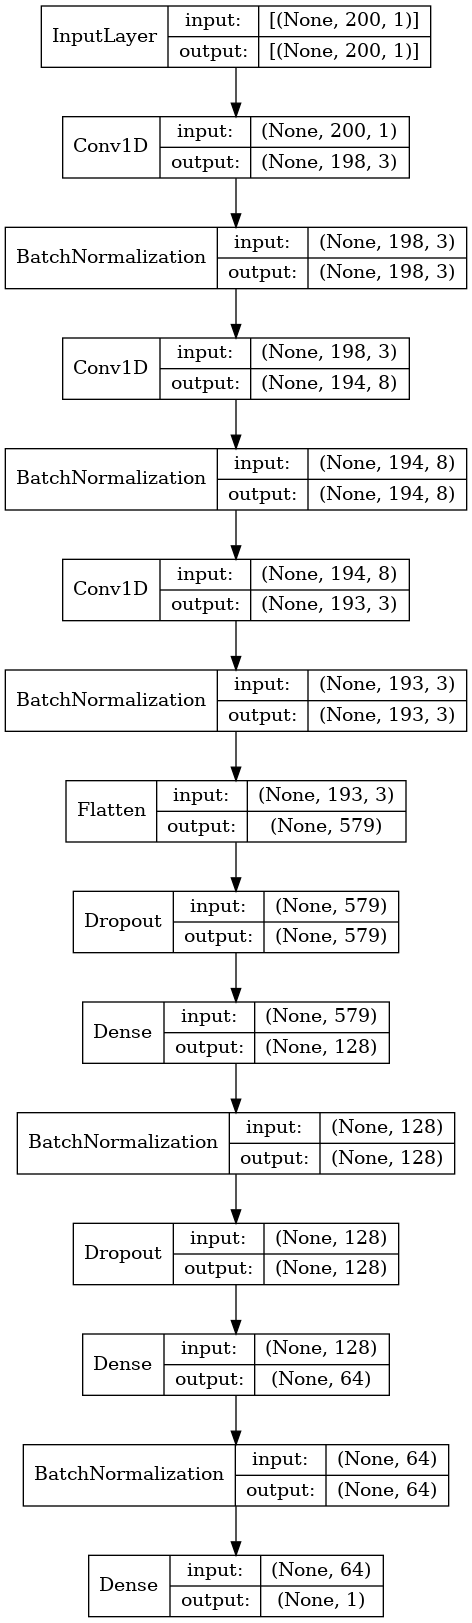 InputLayer input: [(None, 200, 1)]
output: [(None, 200, 1)]
Conv1D input: (None, 200, 1)
output: (None, 198, 3)
BatchNormalization input: (None, 198, 3)
output: (None, 198, 3)
Conv1D input: (None, 198, 3)
output: (None, 194, 8)
BatchNormalization input: (None, 194, 8)
output: (None, 194, 8)
Conv1D input: (None, 194, 8)
output: (None, 193, 3)
BatchNormalization input: (None, 193, 3)
output: (None, 193, 3)
Flatten input: (None, 193, 3)
output: (None, 579)
Dropout input: (None, 579)
output: (None, 579)
Dense input: (None, 579)
output: (None, 128)
BatchNormalization input: (None, 128)
output: (None, 128)
Dropout input: (None, 128)
output: (None, 128)
Dense input: (None, 128)
output: (None, 64)
BatchNormalization input: (None, 64)
output: (None, 64)
Dense input: (None, 64)
output: (None, 1)